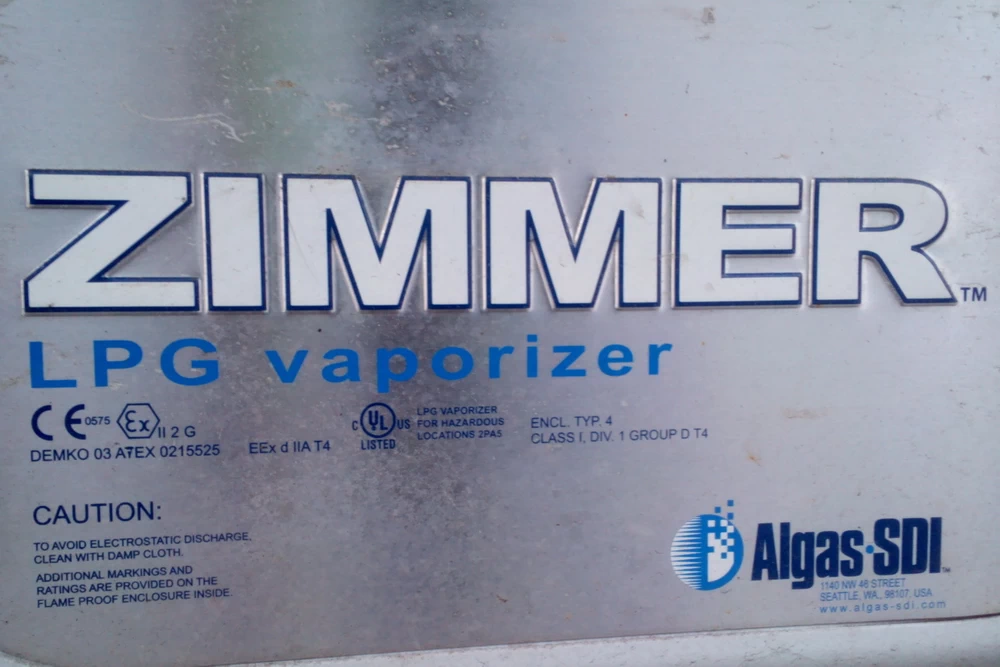 ZIMMER™
LPG vaporizer
CE 0575 Ex II 2 G
DEMKO 03 ATEX 0215525 EEx d IIA T4
C UL US
LISTED
LPG VAPORIZER
FOR HAZARDOUS
LOCATIONS 2PA5
ENCL. TYP. 4
CLASS I, DIV. 1 GROUP D T4
CAUTION:
TO AVOID ELECTROSTATIC DISCHARGE,
CLEAN WITH DAMP CLOTH.
ADDITIONAL MARKINGS AND
RATINGS ARE PROVIDED ON THE
FLAME PROOF ENCLOSURE INSIDE.
Algas·SDI™
1140 NW 46 STREET
SEATTLE, WA., 98107, USA
www.algas-sdi.com